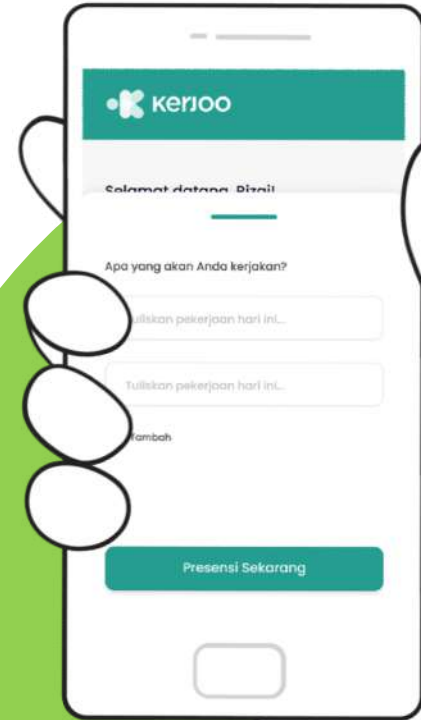 Kerjoo
Selamat datang, Rizal!
Apa yang akan Anda kerjakan?
Tuliskan pekerjaan hari ini...
Tuliskan pekerjaan hari ini...
Tambah
Presensi Sekarang